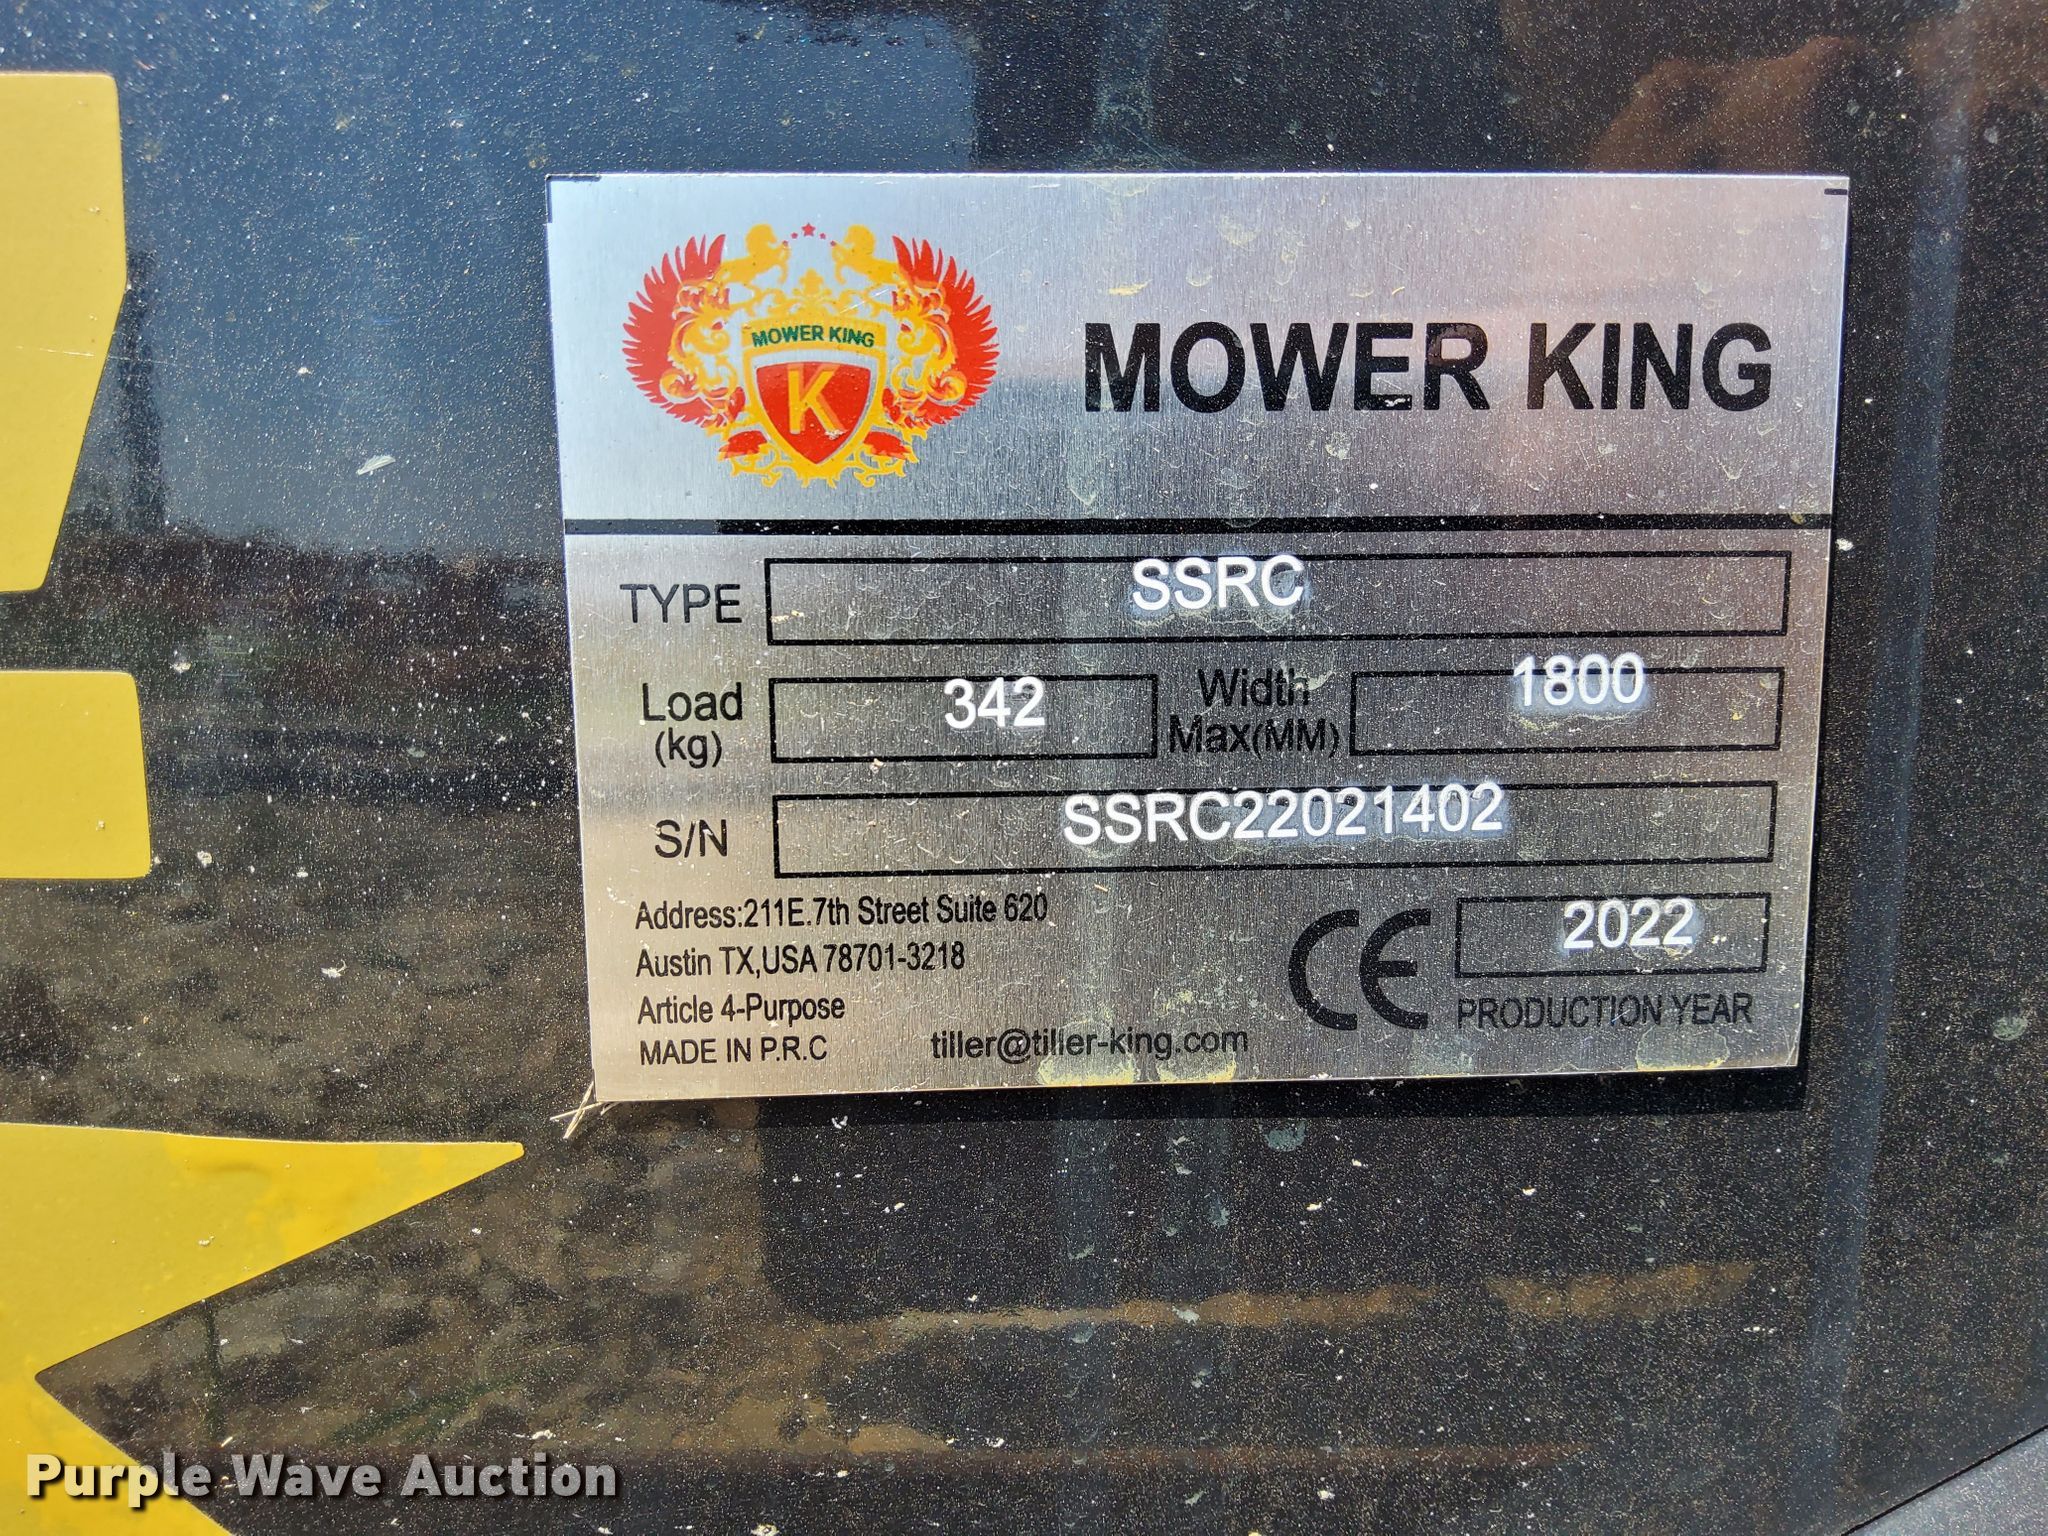 MOWER KING
K
MOWER KING
TYPE SSRC
Load (kg) 342 Width Max(MM) 1800
S/N SSRC22021402
Address:211E.7th Street Suite 620
Austin TX,USA 78701-3218
Article 4-Purpose
MADE IN P.R.C
tiller@tiller-king.com
CE 2022
PRODUCTION YEAR
Purple Wave Auction